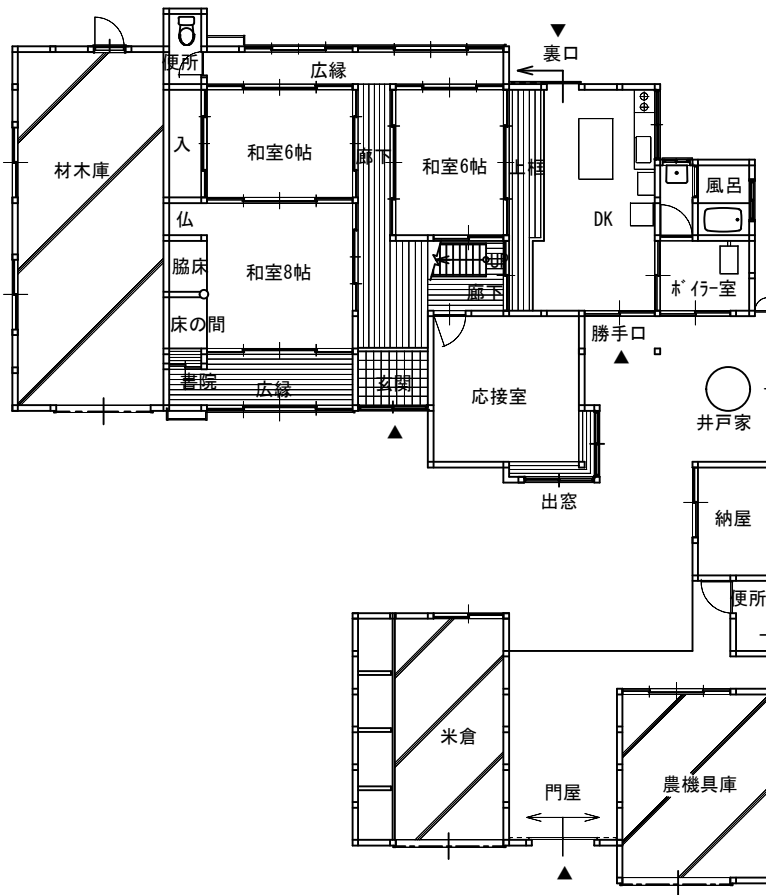 裏口
便所
広縁
入
和室6帖
廊下
和室6帖
上框
材木庫
風呂
仏
DK
脇床
和室8帖
廊下
ボイラー室
床の間
勝手口
書院
広縁
玄関
応接室
井戸家
出窓
納屋
便所
米倉
農機具庫
門屋